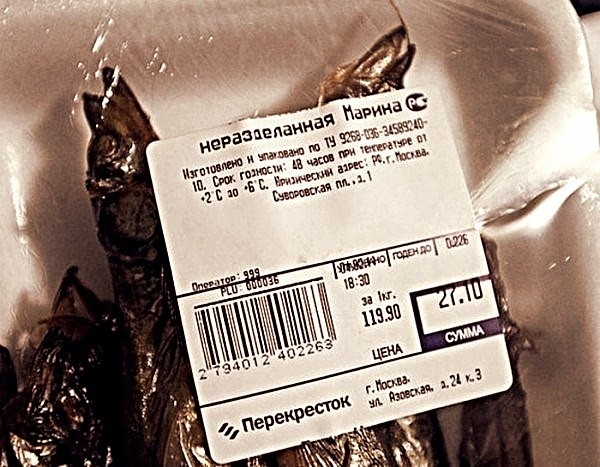 неразделанная Марина РС
Изготовлено и упаковано по ТУ 9268-036-34589240-
10. Срок годности: 48 часов при температуре от
+2°C до +6°C. Юридический адрес: РФ,г.Москва,
Суворовская пл.,д.1
Оператор: 999
PLU: 000036
ГОДЕН ДО
0.226
18:30
за 1кг.
119.90
27.10
ЦЕНА
СУММА
2 794012 402263
Перекресток
г.Москва,
ул. Азовская, д.24 к.3